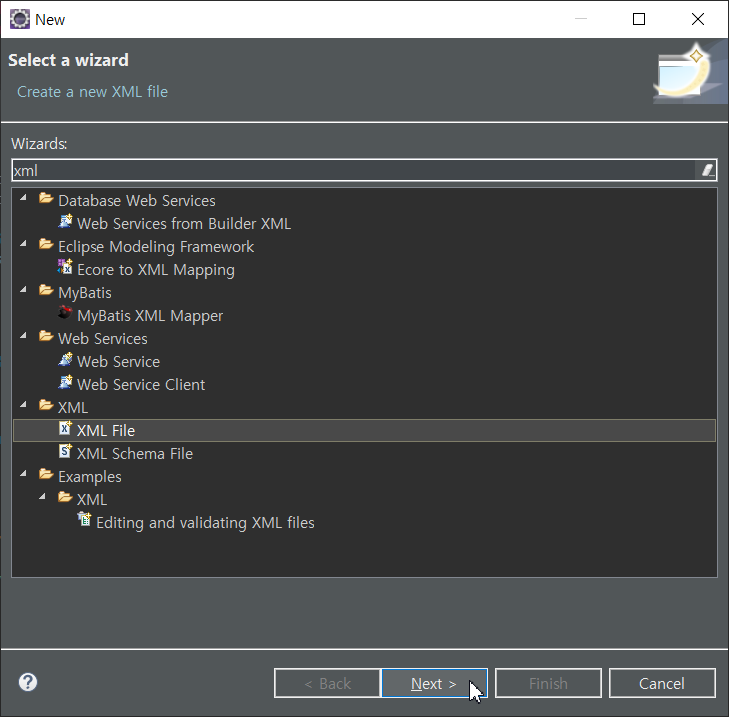 New
Select a wizard
Create a new XML file
Wizards:
xml
Database Web Services
Web Services from Builder XML
Eclipse Modeling Framework
Ecore to XML Mapping
MyBatis
MyBatis XML Mapper
Web Services
Web Service
Web Service Client
XML
XML File
XML Schema File
Examples
XML
Editing and validating XML files
? < Back Next > Finish Cancel